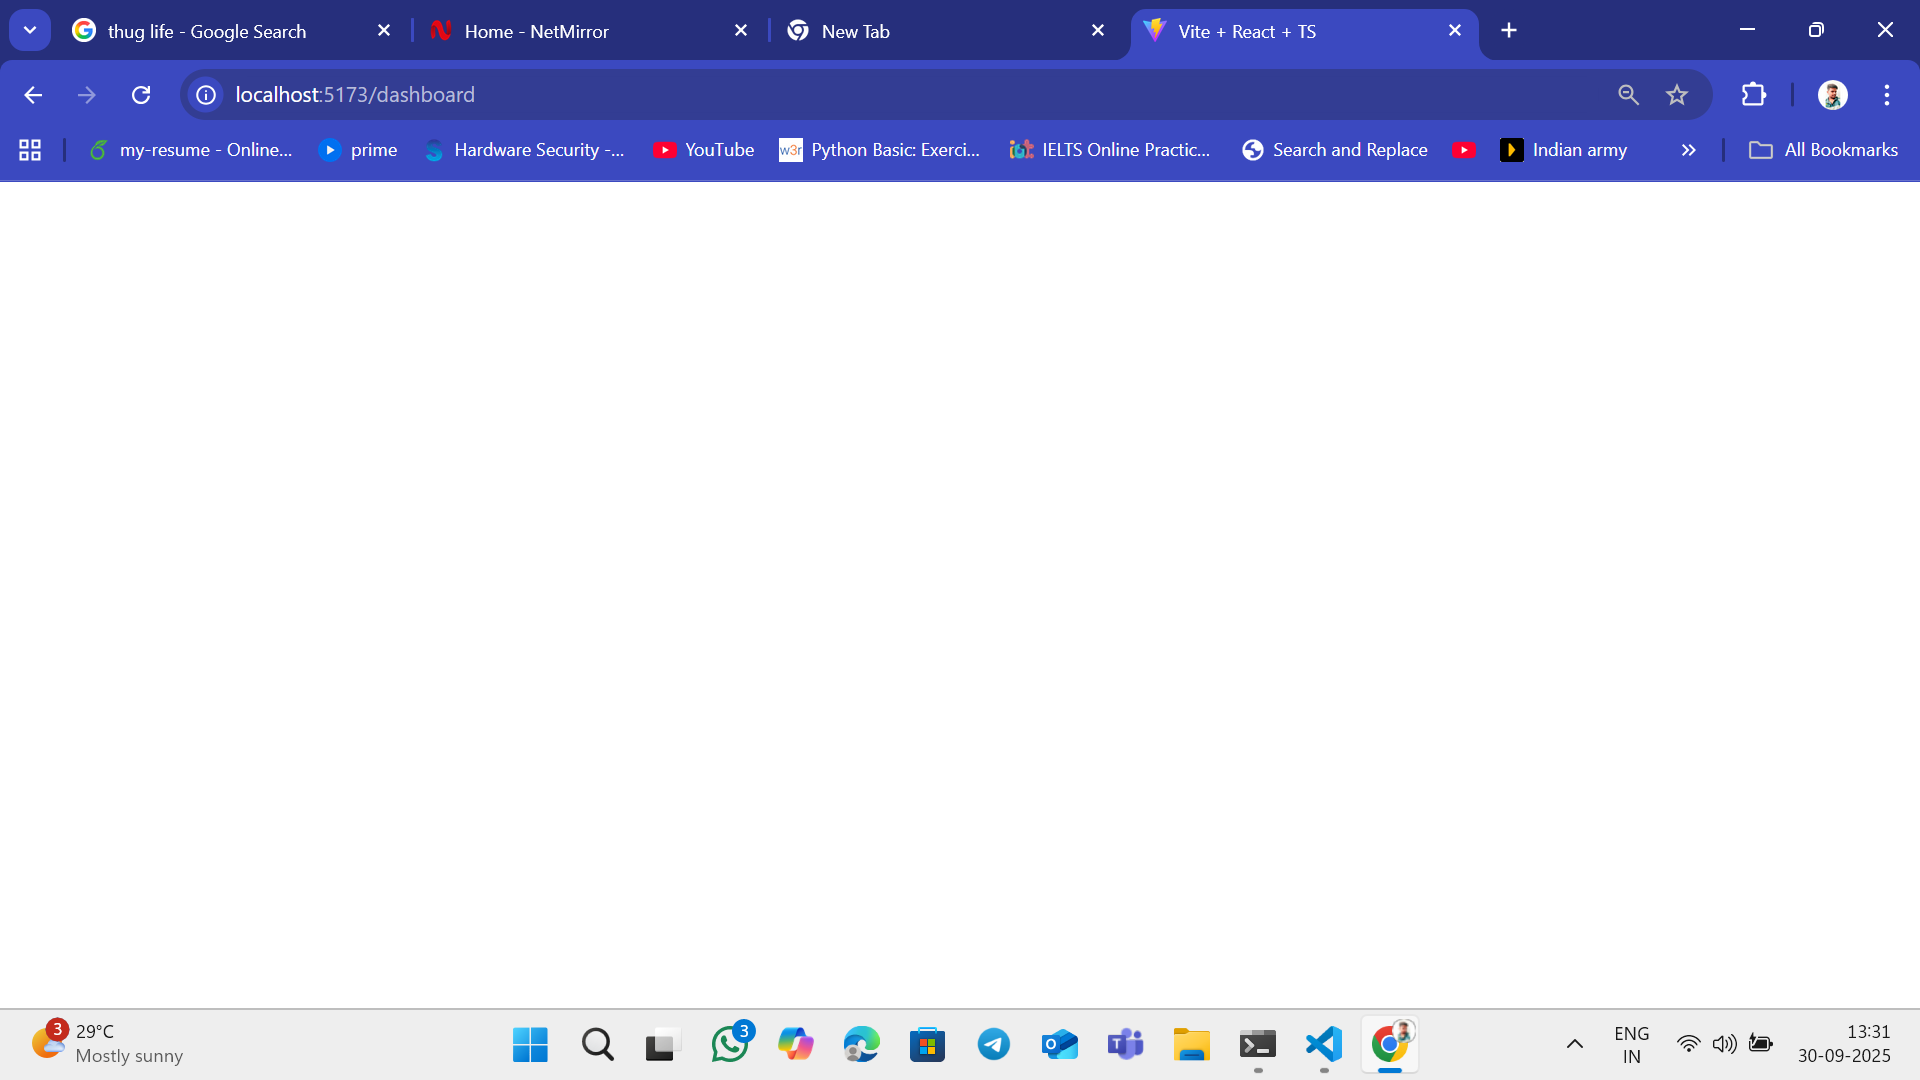 thug life - Google Search
Home - NetMirror
New Tab
Vite + React + TS
localhost:5173/dashboard
my-resume - Online...
prime
Hardware Security -...
YouTube
w3r
Python Basic: Exerci...
IELTS Online Practic...
Search and Replace
Indian army
All Bookmarks
3
29°C
Mostly sunny
3
ENG
IN
13:31
30-09-2025